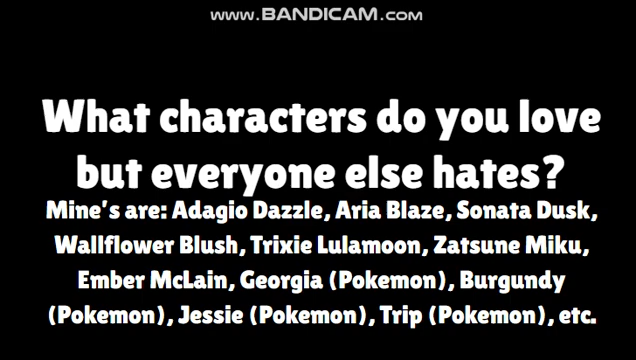 www.BANDICAM.com
What characters do you love
but everyone else hates?
Mine's are: Adagio Dazzle, Aria Blaze, Sonata Dusk,
Wallflower Blush, Trixie Lulamoon, Zatsune Miku,
Ember McLain, Georgia (Pokemon), Burgundy
(Pokemon), Jessie (Pokemon), Trip (Pokemon), etc.